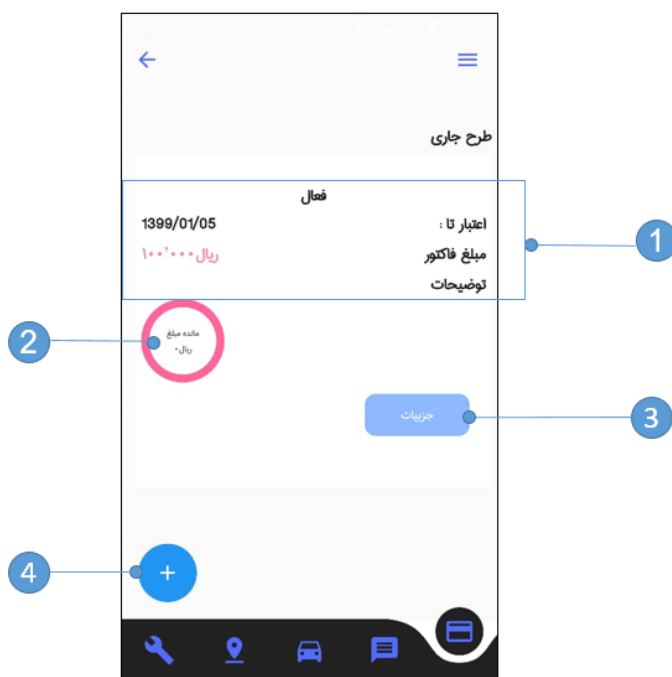 طرح جاری
فعال
اعتبار تا : 1399/01/05
مبلغ فاکتور ریال۱۰۰٬۰۰۰
توضیحات
1
مانده مبلغ
ریال۰
2
جزییات
3
+
4